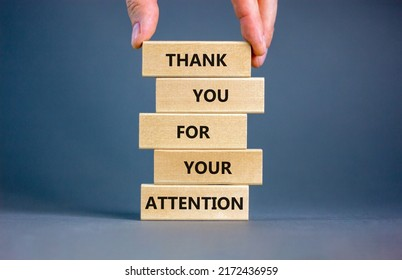 THANK
YOU
FOR
YOUR
ATTENTION
shutterstock.com · 2172436959